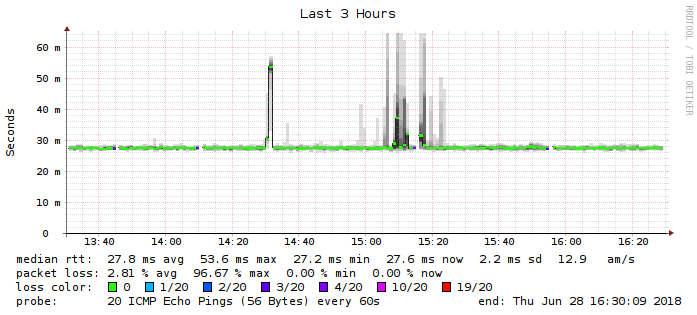 Last 3 Hours
RRDTOOL / TOBI OETIKER
Seconds
60 m
50 m
40 m
30 m
20 m
10 m
0
13:40 14:00 14:20 14:40 15:00 15:20 15:40 16:00 16:20
median rtt: 27.8 ms avg 53.6 ms max 27.2 ms min 27.6 ms now 2.2 ms sd 12.9 am/s
packet loss: 2.81 % avg 96.67 % max 0.00 % min 0.00 % now
loss color: 0 1/20 2/20 3/20 4/20 10/20 19/20
probe: 20 ICMP Echo Pings (56 Bytes) every 60s end: Thu Jun 28 16:30:09 2018